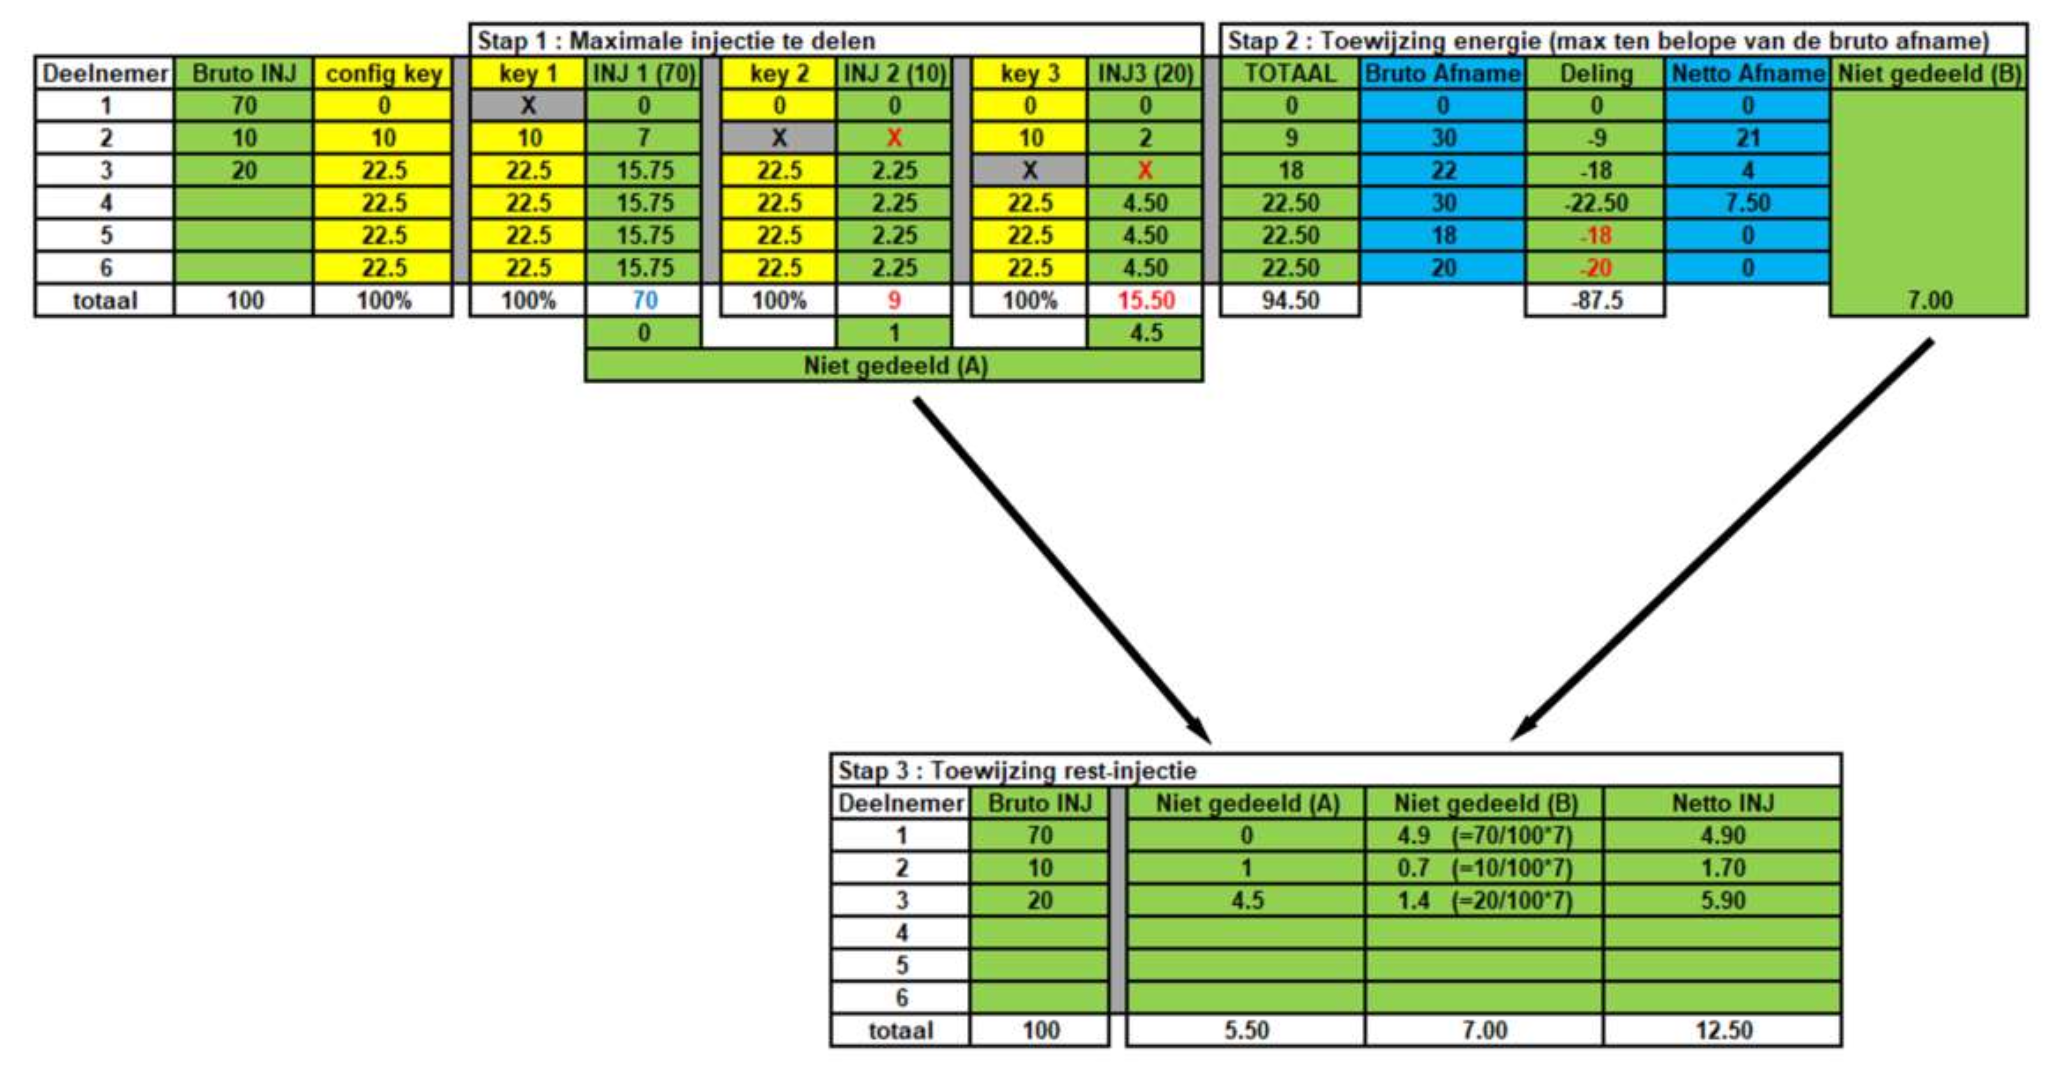 Stap 1 : Maximale injectie te delen Stap 2 : Toewijzing energie (max ten belope van de bruto afname)
Deelnemer Bruto INJ config key key 1 INJ 1 (70) key 2 INJ 2 (10) key 3 INJ3 (20) TOTAAL Bruto Afname Deling Netto Afname Niet gedeeld (B)
1 70 0 X 0 0 0 0 0 0 0 0 0
2 10 10 10 7 X X 10 2 9 30 -9 21
3 20 22.5 22.5 15.75 22.5 2.25 X X 18 22 -18 4
4 22.5 22.5 15.75 22.5 2.25 22.5 4.50 22.50 30 -22.50 7.50
5 22.5 22.5 15.75 22.5 2.25 22.5 4.50 22.50 18 -18 0
6 22.5 22.5 15.75 22.5 2.25 22.5 4.50 22.50 20 -20 0
totaal 100 100% 100% 70 100% 9 100% 15.50 94.50 -87.5 7.00
0 1 4.5
Niet gedeeld (A)
Stap 3 : Toewijzing rest-injectie
Deelnemer Bruto INJ Niet gedeeld (A) Niet gedeeld (B) Netto INJ
1 70 0 4.9 (=70/100*7) 4.90
2 10 1 0.7 (=10/100*7) 1.70
3 20 4.5 1.4 (=20/100*7) 5.90
4
5
6
totaal 100 5.50 7.00 12.50